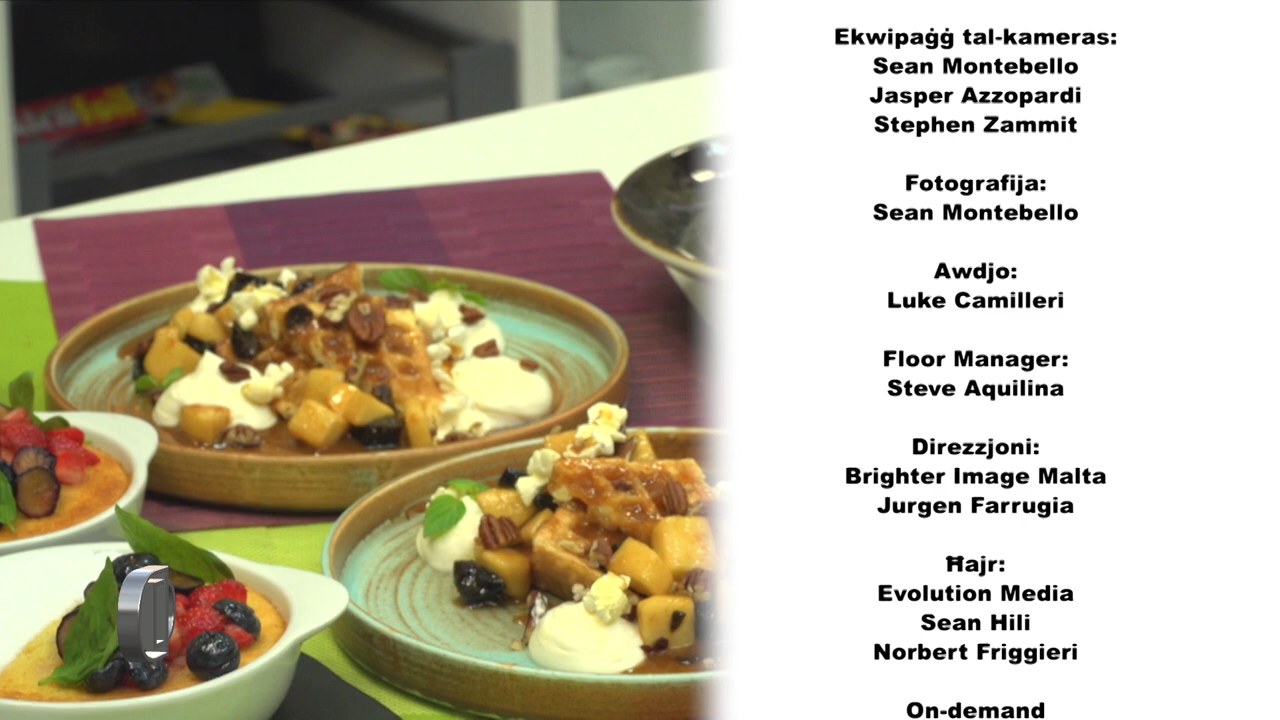 Ekwipaġġ tal-kameras:
Sean Montebello
Jasper Azzopardi
Stephen Zammit
Fotografija:
Sean Montebello
Awdjo:
Luke Camilleri
Floor Manager:
Steve Aquilina
Direzzjoni:
Brighter Image Malta
Jurgen Farrugia
Ħajr:
Evolution Media
Sean Hili
Norbert Friggieri
On-demand